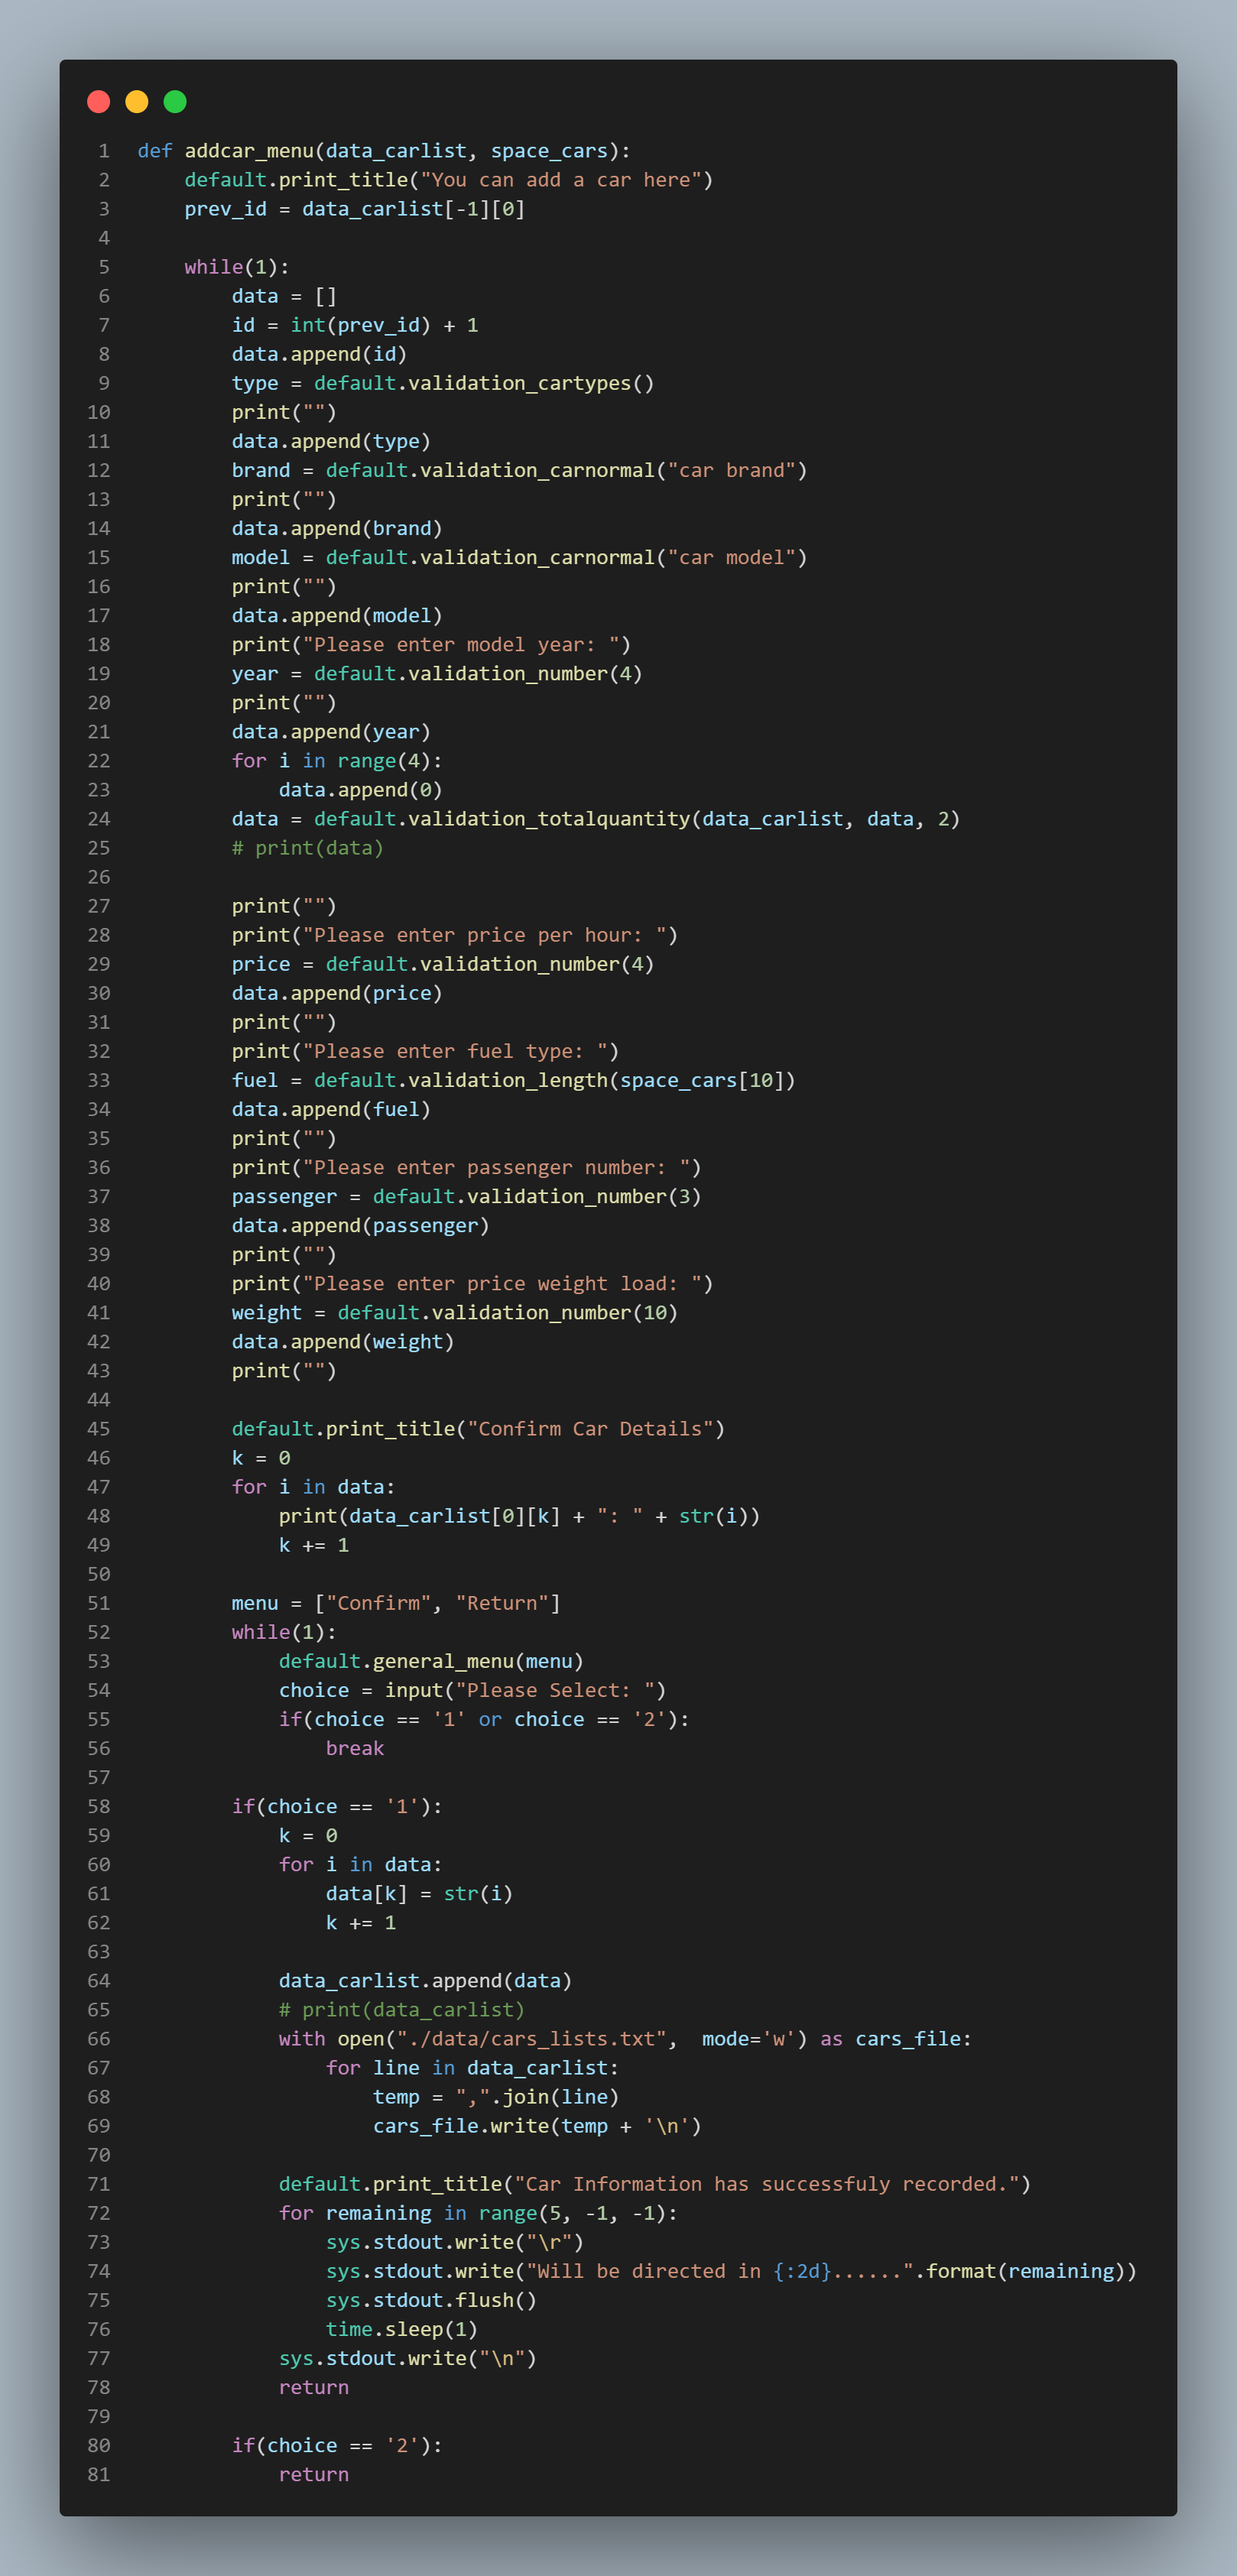 1 def addcar_menu(data_carlist, space_cars):
2     default.print_title("You can add a car here")
3     prev_id = data_carlist[-1][0]
4
5     while(1):
6         data = []
7         id = int(prev_id) + 1
8         data.append(id)
9         type = default.validation_cartypes()
10         print("")
11         data.append(type)
12         brand = default.validation_carnormal("car brand")
13         print("")
14         data.append(brand)
15         model = default.validation_carnormal("car model")
16         print("")
17         data.append(model)
18         print("Please enter model year: ")
19         year = default.validation_number(4)
20         print("")
21         data.append(year)
22         for i in range(4):
23             data.append(0)
24         data = default.validation_totalquantity(data_carlist, data, 2)
25         # print(data)
26
27         print("")
28         print("Please enter price per hour: ")
29         price = default.validation_number(4)
30         data.append(price)
31         print("")
32         print("Please enter fuel type: ")
33         fuel = default.validation_length(space_cars[10])
34         data.append(fuel)
35         print("")
36         print("Please enter passenger number: ")
37         passenger = default.validation_number(3)
38         data.append(passenger)
39         print("")
40         print("Please enter price weight load: ")
41         weight = default.validation_number(10)
42         data.append(weight)
43         print("")
44
45         default.print_title("Confirm Car Details")
46         k = 0
47         for i in data:
48             print(data_carlist[0][k] + ": " + str(i))
49             k += 1
50
51         menu = ["Confirm", "Return"]
52         while(1):
53             default.general_menu(menu)
54             choice = input("Please Select: ")
55             if(choice == '1' or choice == '2'):
56                 break
57
58         if(choice == '1'):
59             k = 0
60             for i in data:
61                 data[k] = str(i)
62                 k += 1
63
64             data_carlist.append(data)
65             # print(data_carlist)
66             with open("./data/cars_lists.txt",  mode='w') as cars_file:
67                 for line in data_carlist:
68                     temp = ",".join(line)
69                     cars_file.write(temp + '\n')
70
71             default.print_title("Car Information has successfuly recorded.")
72             for remaining in range(5, -1, -1):
73                 sys.stdout.write("\r")
74                 sys.stdout.write("Will be directed in {:2d}......".format(remaining))
75                 sys.stdout.flush()
76                 time.sleep(1)
77             sys.stdout.write("\n")
78             return
79
80         if(choice == '2'):
81             return